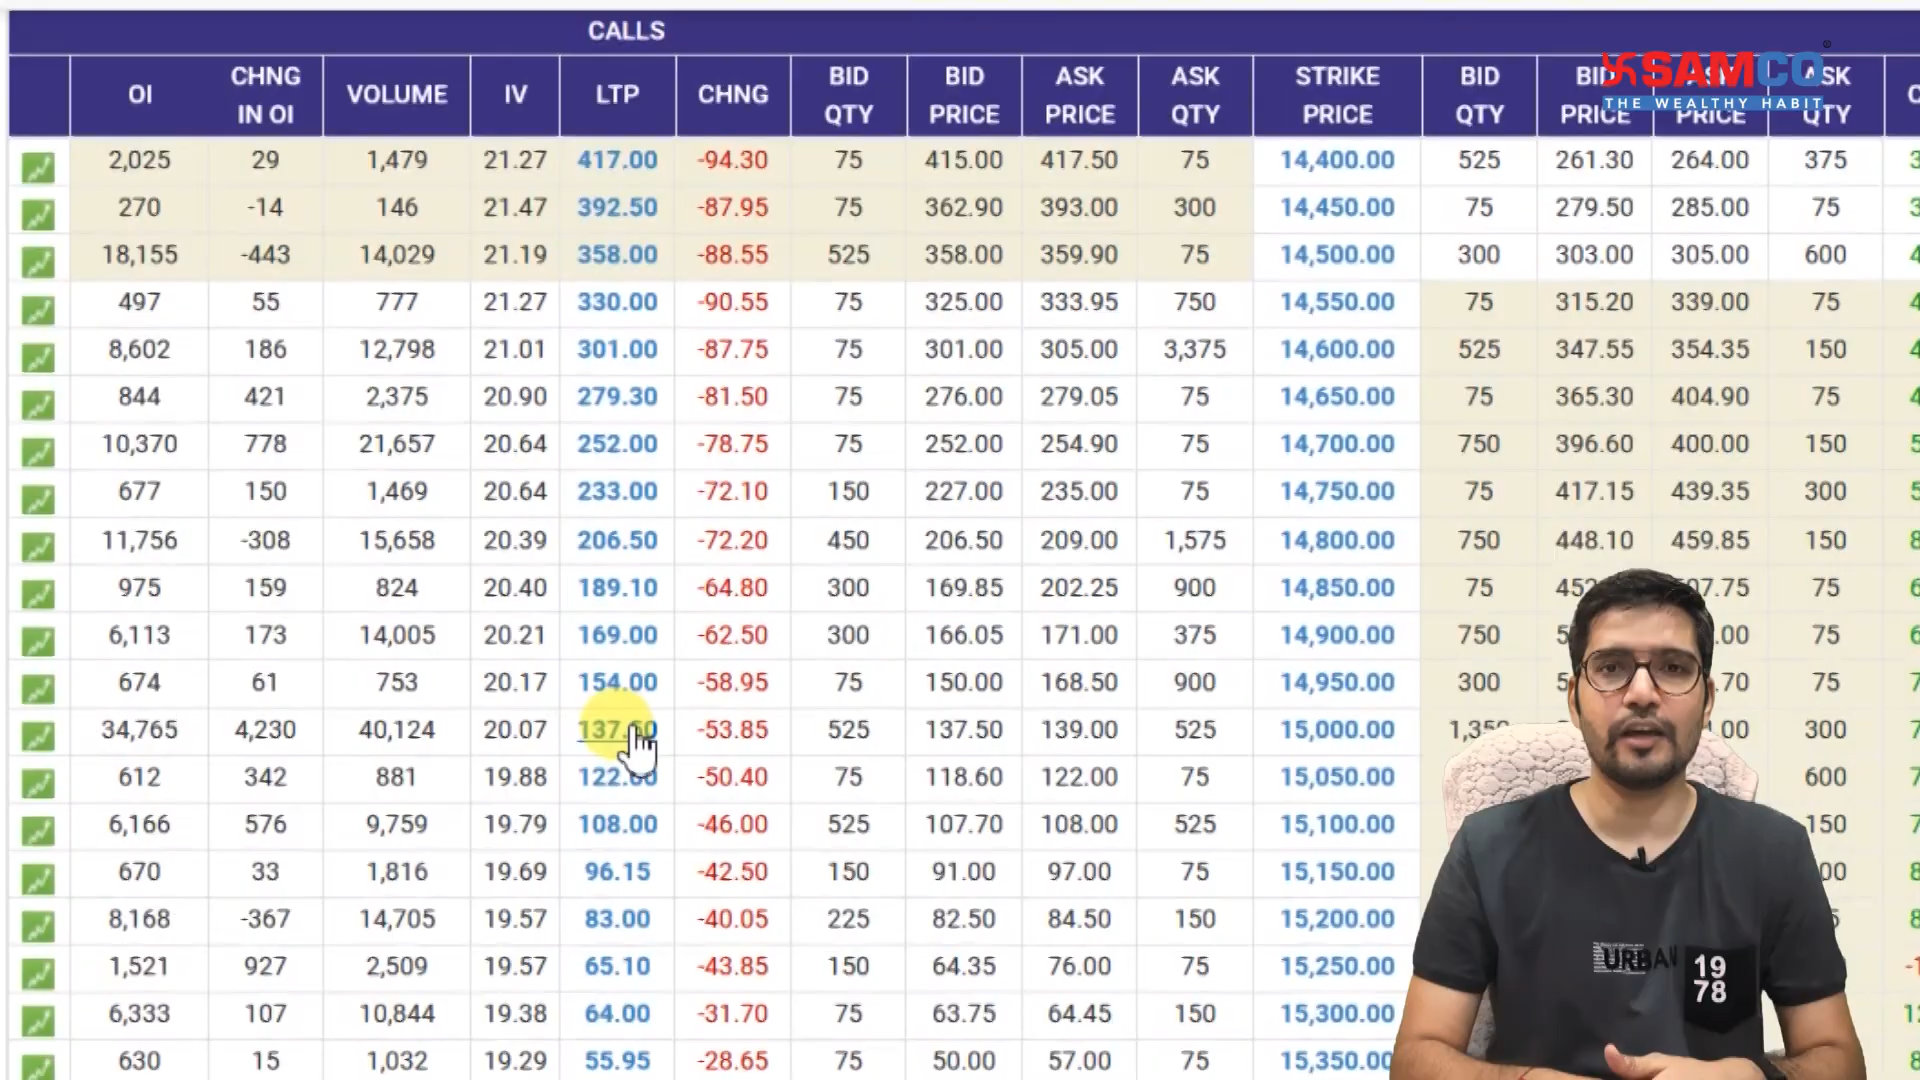 CALLS
OI CHNG IN OI VOLUME IV LTP CHNG BID QTY BID PRICE ASK PRICE ASK QTY STRIKE PRICE BID QTY BID PRICE PRICE ASK QTY
SAMCO
THE WEALTHY HABIT
2,025 29 1,479 21.27 417.00 -94.30 75 415.00 417.50 75 14,400.00 525 261.30 264.00 375
270 -14 146 21.47 392.50 -87.95 75 362.90 393.00 300 14,450.00 75 279.50 285.00 75
18,155 -443 14,029 21.19 358.00 -88.55 525 358.00 359.90 75 14,500.00 300 303.00 305.00 600
497 55 777 21.27 330.00 -90.55 75 325.00 333.95 750 14,550.00 75 315.20 339.00 75
8,602 186 12,798 21.01 301.00 -87.75 75 301.00 305.00 3,375 14,600.00 525 347.55 354.35 150
844 421 2,375 20.90 279.30 -81.50 75 276.00 279.05 75 14,650.00 75 365.30 404.90 75
10,370 778 21,657 20.64 252.00 -78.75 75 252.00 254.90 75 14,700.00 750 396.60 400.00 150
677 150 1,469 20.64 233.00 -72.10 150 227.00 235.00 75 14,750.00 75 417.15 439.35 300
11,756 -308 15,658 20.39 206.50 -72.20 450 206.50 209.00 1,575 14,800.00 750 448.10 459.85 150
975 159 824 20.40 189.10 -64.80 300 169.85 202.25 900 14,850.00 75 75
6,113 173 14,005 20.21 169.00 -62.50 300 166.05 171.00 375 14,900.00 750 75
674 61 753 20.17 154.00 -58.95 75 150.00 168.50 900 14,950.00 300 75
34,765 4,230 40,124 20.07 -53.85 525 137.50 139.00 525 15,000.00 300
612 342 881 19.88 -50.40 75 118.60 122.00 75 15,050.00 600
6,166 576 9,759 19.79 108.00 -46.00 525 107.70 108.00 525 15,100.00 150
670 33 1,816 19.69 96.15 -42.50 150 91.00 97.00 75 15,150.00
8,168 -367 14,705 19.57 83.00 -40.05 225 82.50 84.50 150 15,200.00
1,521 927 2,509 19.57 65.10 -43.85 150 64.35 76.00 75 15,250.00
6,333 107 10,844 19.38 64.00 -31.70 75 63.75 64.45 150 15,300.00
630 15 1,032 19.29 55.95 -28.65 75 50.00 57.00 75 15,350.00
URBAN
19
78